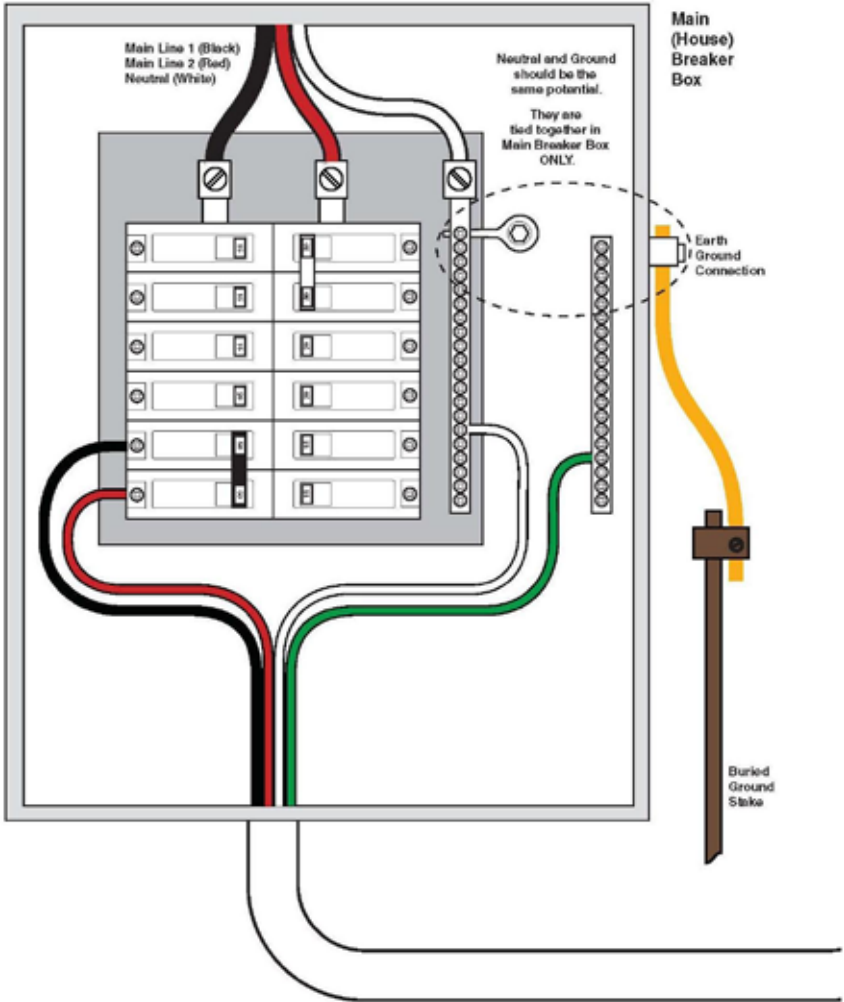 Main
(House)
Breaker
Box
Main Line 1 (Black)
Main Line 2 (Red)
Neutral (White)
Neutral and Ground
should be the
same potential.
They are
tied together in
Main Breaker Box
ONLY.
Earth
Ground
Connection
Buried
Ground
Stake